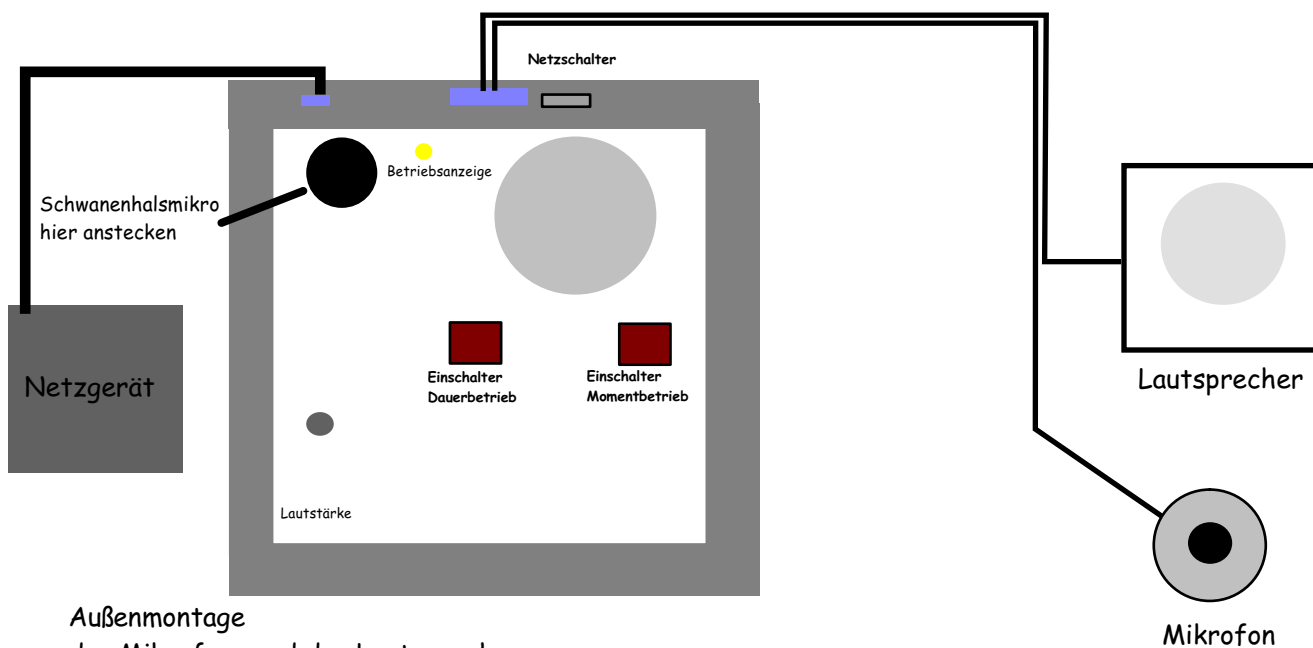 Netzschalter
Betriebsanzeige
Schwanenhalsmikro
hier anstecken
Netzgerät
Einschalter
Dauerbetrieb
Einschalter
Momentbetrieb
Lautsprecher
Lautstärke
Außenmontage
Mikrofon